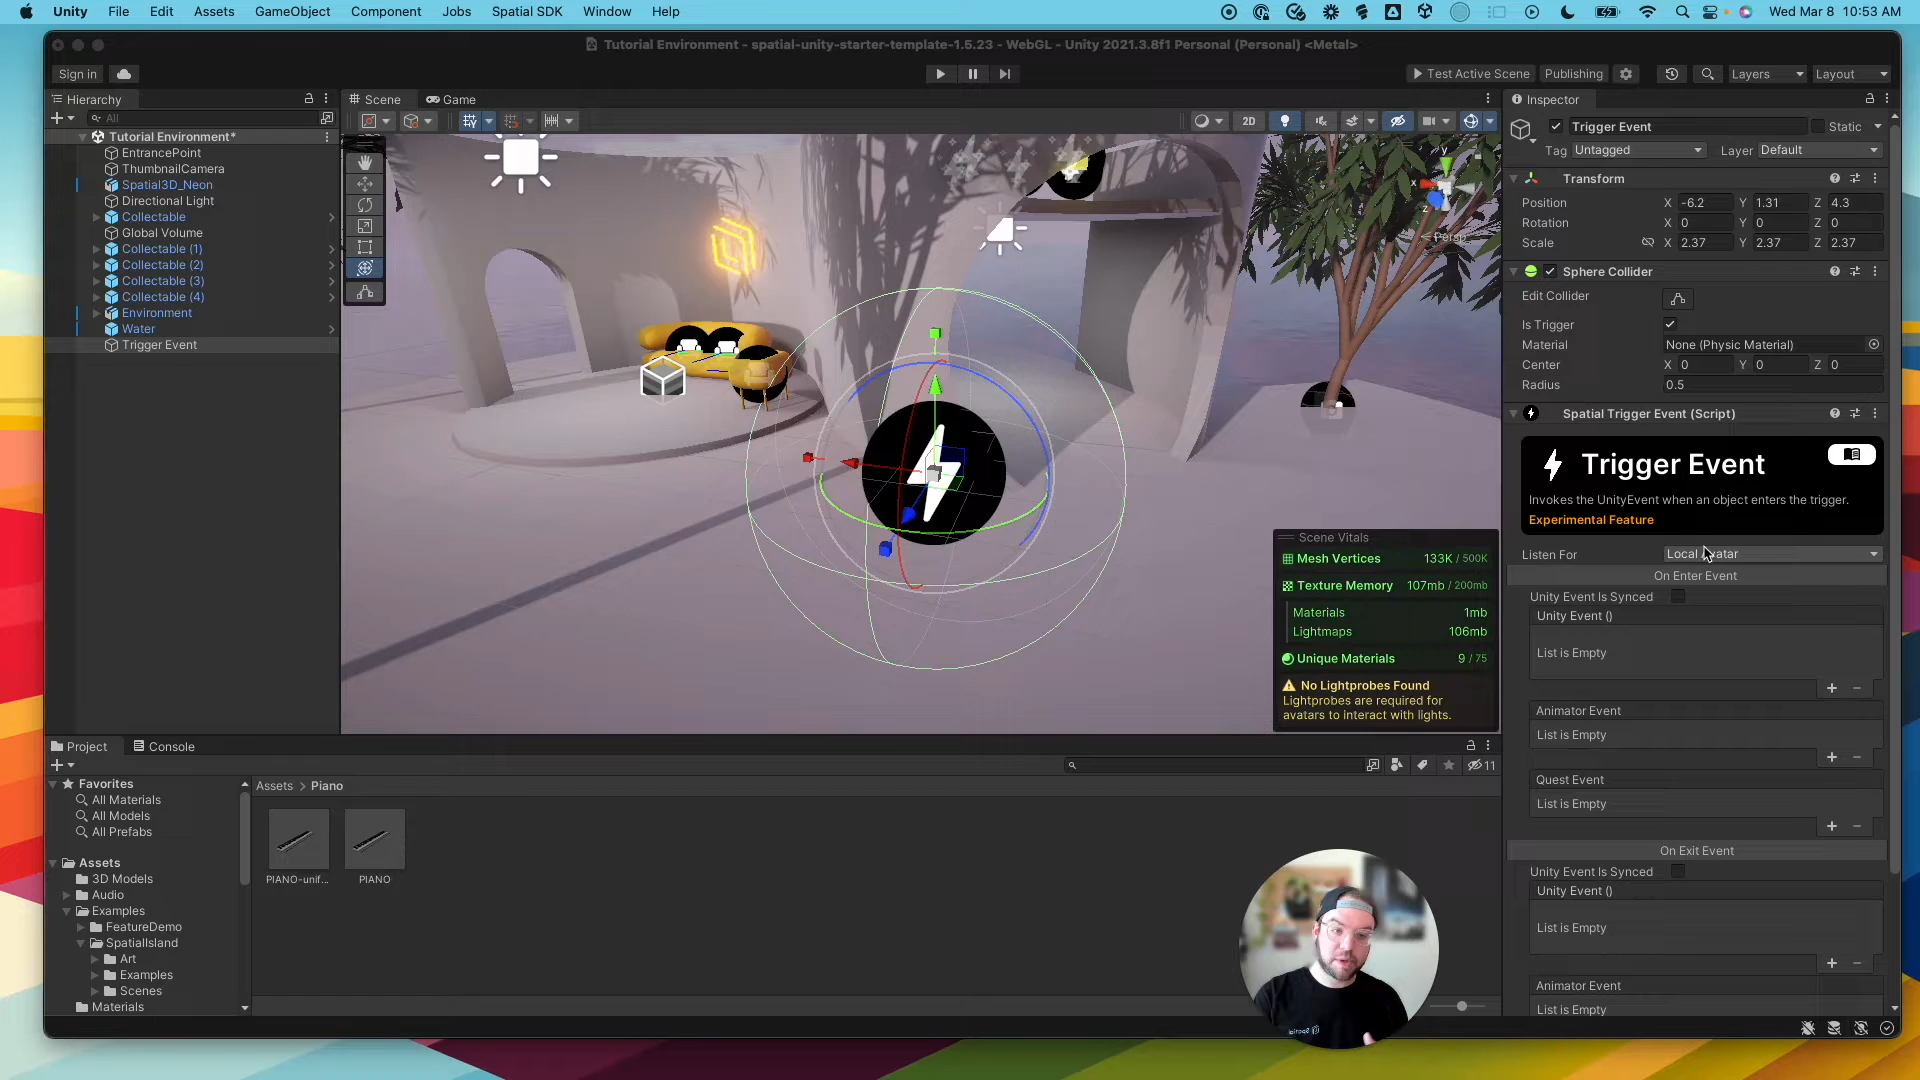 Unity File Edit Assets GameObject Component Jobs Spatial SDK Window Help Wed Mar 8 10:53 AM
Tutorial Environment - spatial-unity-starter-template-1.5.23 - WebGL - Unity 2021.3.8f1 Personal (Personal) <Metal>
Sign in Test Active Scene Publishing Layers Layout
Hierarchy
All
Tutorial Environment*
EntrancePoint
ThumbnailCamera
Spatial3D_Neon
Directional Light
Collectable
Global Volume
Collectable (1)
Collectable (2)
Collectable (3)
Collectable (4)
Environment
Water
Trigger Event
Scene Game
2D
y
x
z
Persp
Scene Vitals
Mesh Vertices 133K / 500K
Texture Memory 107mb / 200mb
Materials 1mb
Lightmaps 106mb
Unique Materials 9 / 75
No Lightprobes Found
Lightprobes are required for
avatars to interact with lights.
Inspector
Trigger Event Static
Tag Untagged Layer Default
Transform
Position X -6.2 Y 1.31 Z 4.3
Rotation X 0 Y 0 Z 0
Scale X 2.37 Y 2.37 Z 2.37
Sphere Collider
Edit Collider
Is Trigger
Material None (Physic Material)
Center X 0 Y 0 Z 0
Radius 0.5
Spatial Trigger Event (Script)
Trigger Event
Invokes the UnityEvent when an object enters the trigger.
Experimental Feature
Listen For Local Avatar
On Enter Event
Unity Event Is Synced
Unity Event ()
List is Empty
Animator Event
List is Empty
Quest Event
List is Empty
On Exit Event
Unity Event Is Synced
Unity Event ()
List is Empty
Animator Event
List is Empty
Project Console
11
Favorites
All Materials
All Models
All Prefabs
Assets
3D Models
Audio
Examples
FeatureDemo
SpatialIsland
Art
Examples
Scenes
Materials
Assets > Piano
PIANO-unif...
PIANO